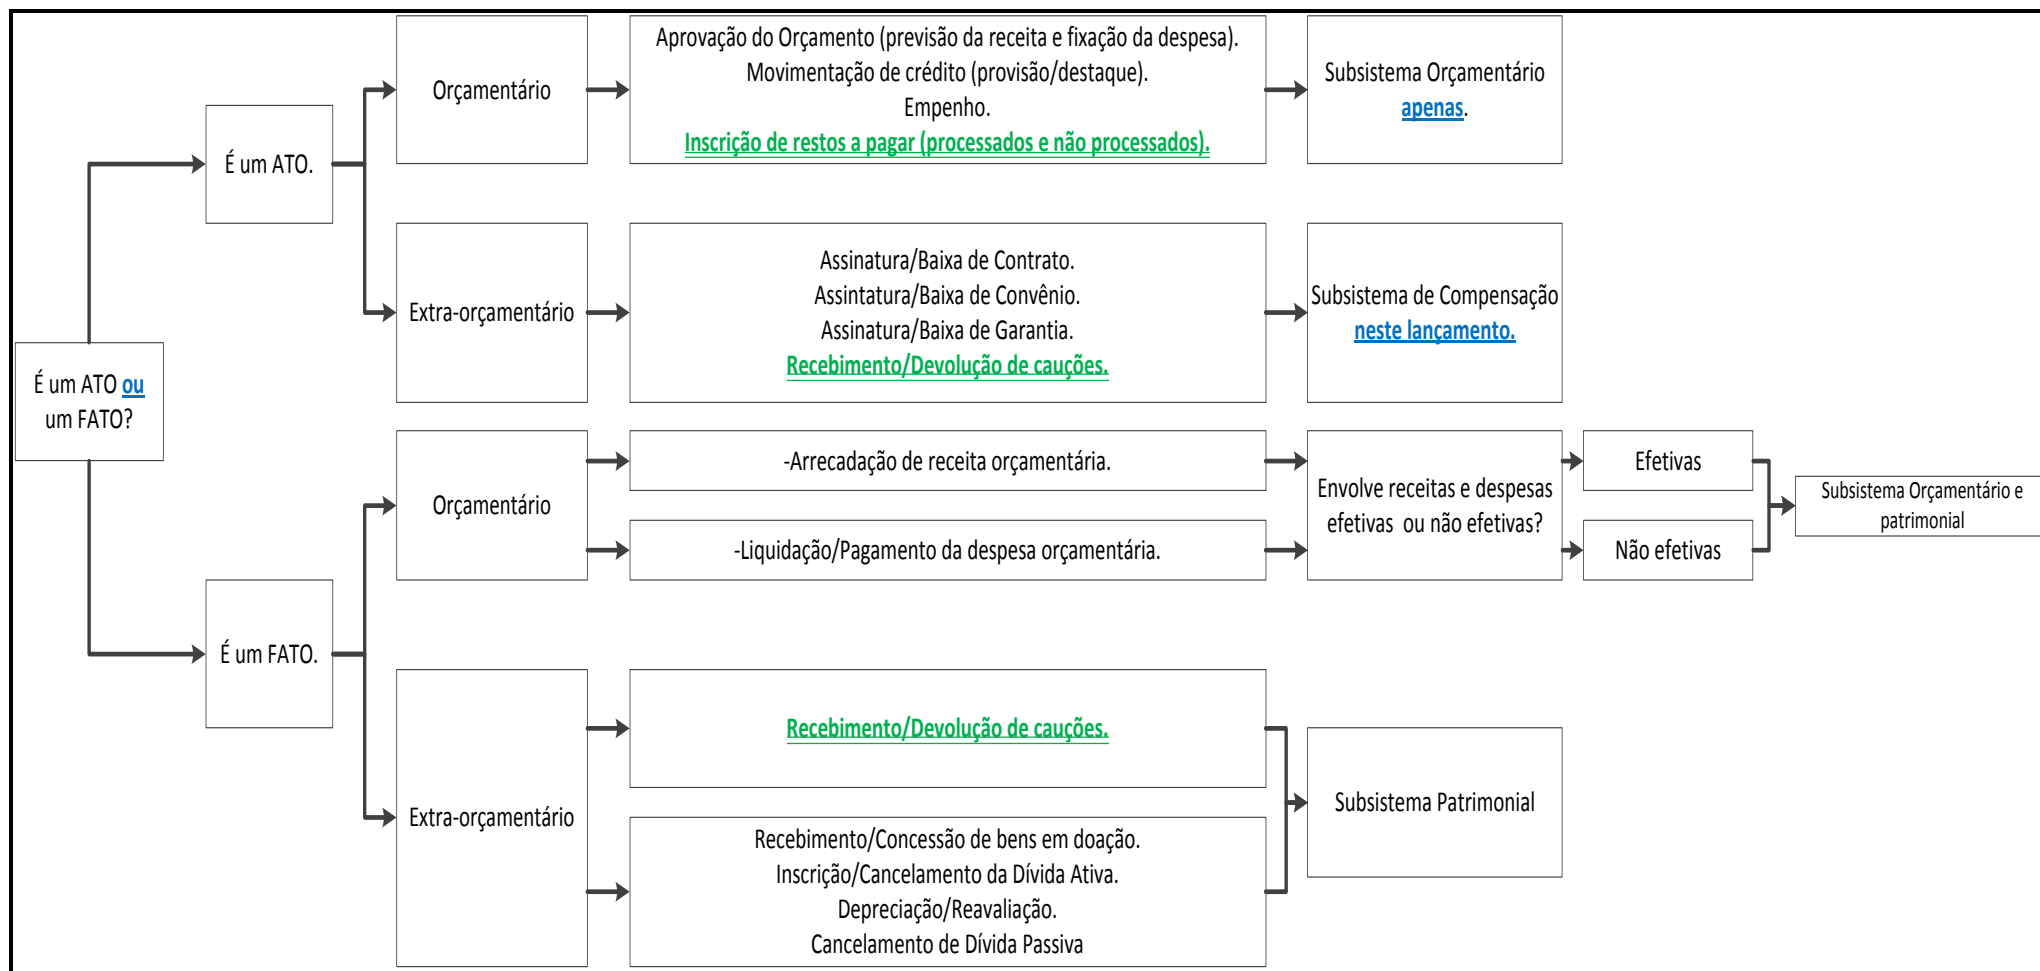 É um ATO ou
um FATO?
É um ATO.
Orçamentário
Aprovação do Orçamento (previsão da receita e fixação da despesa).
Movimentação de crédito (provisão/destaque).
Empenho.
Inscrição de restos a pagar (processados e não processados).
Subsistema Orçamentário
apenas.
Extra-orçamentário
Assinatura/Baixa de Contrato.
Assintatura/Baixa de Convênio.
Assinatura/Baixa de Garantia.
Recebimento/Devolução de cauções.
Subsistema de Compensação
neste lançamento.
É um FATO.
Orçamentário
-Arrecadação de receita orçamentária.
-Liquidação/Pagamento da despesa orçamentária.
Envolve receitas e despesas
efetivas ou não efetivas?
Efetivas
Não efetivas
Subsistema Orçamentário e
patrimonial
Extra-orçamentário
Recebimento/Devolução de cauções.
Recebimento/Concessão de bens em doação.
Inscrição/Cancelamento da Dívida Ativa.
Depreciação/Reavaliação.
Cancelamento de Dívida Passiva
Subsistema Patrimonial